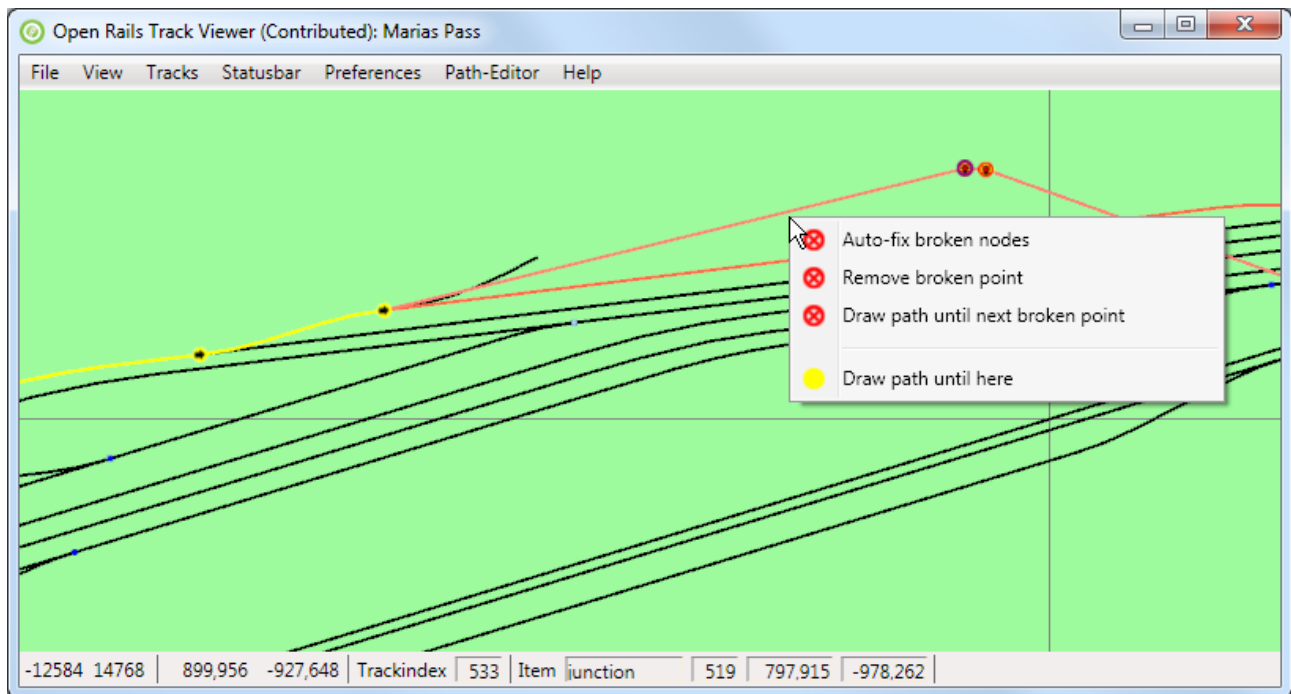 Open Rails Track Viewer (Contributed): Marias Pass
File View Tracks Statusbar Preferences Path-Editor Help
Auto-fix broken nodes
Remove broken point
Draw path until next broken point
Draw path until here
-12584 14768 899,956 -927,648 Trackindex 533 Item junction 519 797,915 -978,262